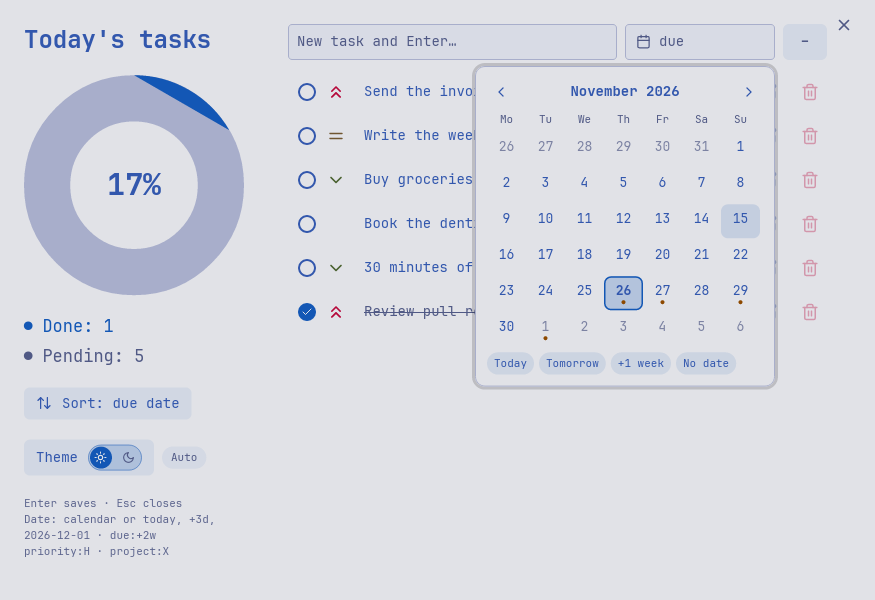 Today's tasks
17%
Done: 1
Pending: 5
Sort: due date
Theme
Auto
Enter saves · Esc closes
Date: calendar or today, +3d,
2026-12-01 · due:+2w
priority:H · project:X
New task and Enter…
due
–
Send the invo
Write the wee
Buy groceries
Book the dent
30 minutes of
Review pull r
November 2026
Mo Tu We Th Fr Sa Su
26 27 28 29 30 31 1
2 3 4 5 6 7 8
9 10 11 12 13 14 15
16 17 18 19 20 21 22
23 24 25 26 27 28 29
30 1 2 3 4 5 6
Today Tomorrow +1 week No date